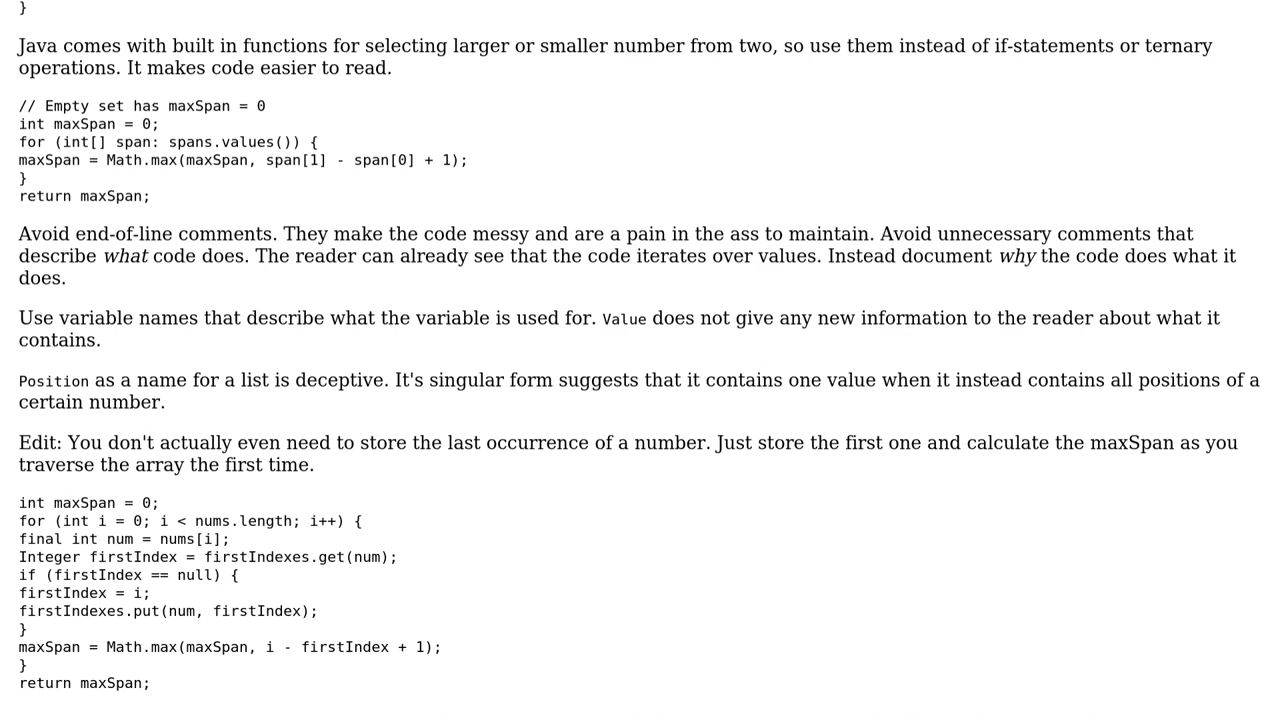 }
Java comes with built in functions for selecting larger or smaller number from two, so use them instead of if-statements or ternary
operations. It makes code easier to read.
// Empty set has maxSpan = 0
int maxSpan = 0;
for (int[] span: spans.values()) {
maxSpan = Math.max(maxSpan, span[1] - span[0] + 1);
}
return maxSpan;
Avoid end-of-line comments. They make the code messy and are a pain in the ass to maintain. Avoid unnecessary comments that
describe what code does. The reader can already see that the code iterates over values. Instead document why the code does what it
does.
Use variable names that describe what the variable is used for. Value does not give any new information to the reader about what it
contains.
Position as a name for a list is deceptive. It's singular form suggests that it contains one value when it instead contains all positions of a
certain number.
Edit: You don't actually even need to store the last occurrence of a number. Just store the first one and calculate the maxSpan as you
traverse the array the first time.
int maxSpan = 0;
for (int i = 0; i < nums.length; i++) {
final int num = nums[i];
Integer firstIndex = firstIndexes.get(num);
if (firstIndex == null) {
firstIndex = i;
firstIndexes.put(num, firstIndex);
}
maxSpan = Math.max(maxSpan, i - firstIndex + 1);
}
return maxSpan;